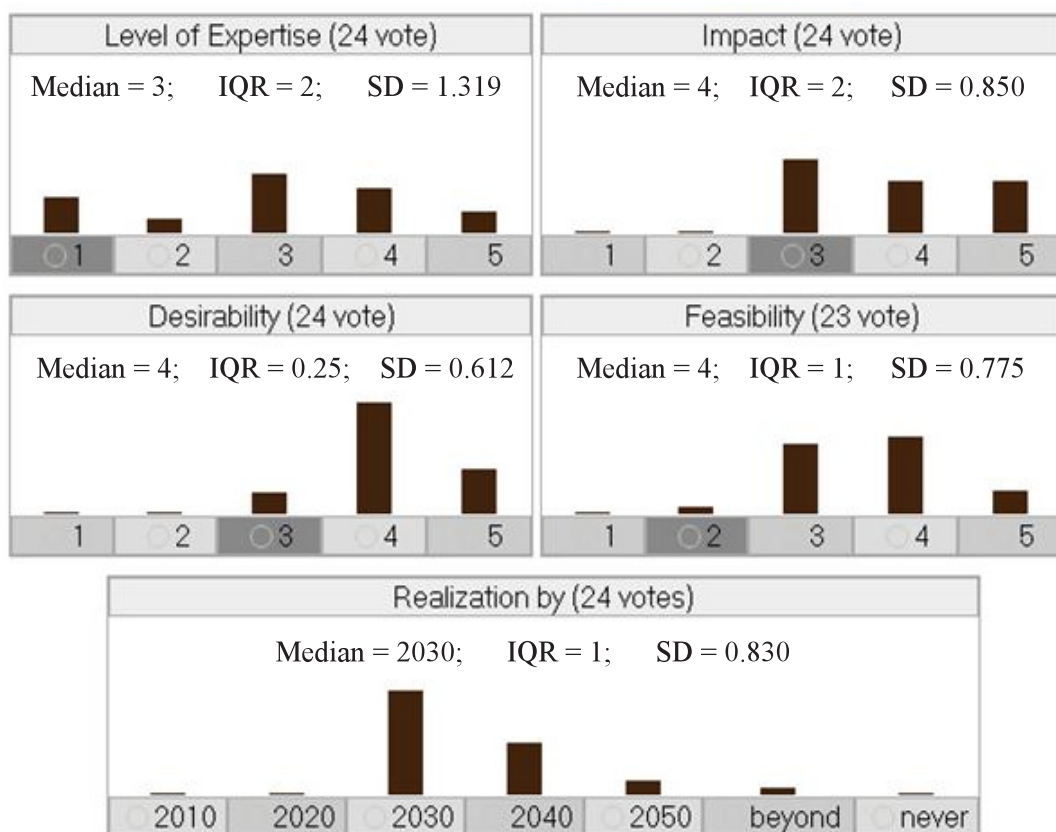 Level of Expertise (24 vote)
Median = 3; IQR = 2; SD = 1.319
1 2 3 4 5
Impact (24 vote)
Median = 4; IQR = 2; SD = 0.850
1 2 3 4 5
Desirability (24 vote)
Median = 4; IQR = 0.25; SD = 0.612
1 2 3 4 5
Feasibility (23 vote)
Median = 4; IQR = 1; SD = 0.775
1 2 3 4 5
Realization by (24 votes)
Median = 2030; IQR = 1; SD = 0.830
2010 2020 2030 2040 2050 beyond never